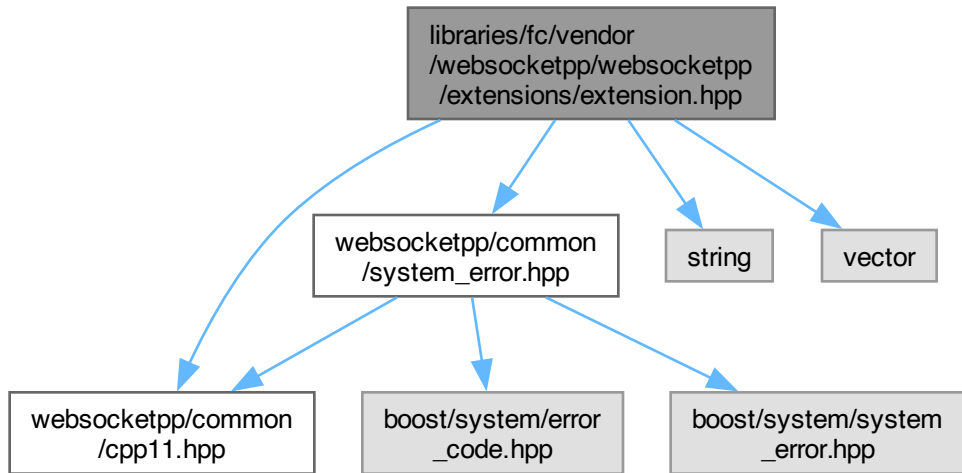 libraries/fc/vendor
/websocketpp/websocketpp
/extensions/extension.hpp
websocketpp/common
/system_error.hpp
string
vector
websocketpp/common
/cpp11.hpp
boost/system/error
_code.hpp
boost/system/system
_error.hpp